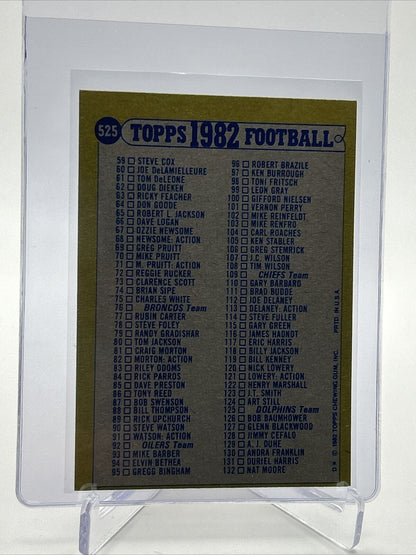 525 TOPPS 1982 FOOTBALL
59 STEVE COX
60 JOE DeLAMIELLEURE
61 TOM DeLEONE
62 DOUG DIEKEN
63 RICKY FEACHER
64 DON GOODE
65 ROBERT L. JACKSON
66 DAVE LOGAN
67 OZZIE NEWSOME
68 NEWSOME: ACTION
69 GREG PRUITT
70 MIKE PRUITT
71 M. PRUITT: ACTION
72 REGGIE RUCKER
73 CLARENCE SCOTT
74 BRIAN SIPE
75 CHARLES WHITE
76 BRONCOS Team
77 RUBIN CARTER
78 STEVE FOLEY
79 RANDY GRADISHAR
80 TOM JACKSON
81 CRAIG MORTON
82 MORTON: ACTION
83 RILEY ODOMS
84 RICK PARROS
85 DAVE PRESTON
86 TONY REED
87 BOB SWENSON
88 BILL THOMPSON
89 RICK UPCHURCH
90 STEVE WATSON
91 WATSON: ACTION
92 OILERS Team
93 MIKE BARBER
94 ELVIN BETHEA
95 GREGG BINGHAM
96 ROBERT BRAZILE
97 KEN BURROUGH
98 TONI FRITSCH
99 LEON GRAY
100 GIFFORD NIELSEN
101 VERNON PERRY
102 MIKE REINFELDT
103 MIKE RENFRO
104 CARL ROACHES
105 KEN STABLER
106 GREG STEMRICK
107 J.C. WILSON
108 TIM WILSON
109 CHIEFS Team
110 GARY BARBARO
111 BRAD BUDDE
112 JOE DELANEY
113 DELANEY: ACTION
114 STEVE FULLER
115 GARY GREEN
116 JAMES HADNOT
117 ERIC HARRIS
118 BILLY JACKSON
119 BILL KENNEY
120 NICK LOWERY
121 LOWERY: ACTION
122 HENRY MARSHALL
123 J.T. SMITH
124 ART STILL
125 DOLPHINS Team
126 BOB BAUMHOWER
127 GLENN BLACKWOOD
128 JIMMY CEFALO
129 A.J. DUHE
130 ANDRA FRANKLIN
131 DURIEL HARRIS
132 NAT MOORE
© 1982 TOPPS CHEWING GUM, INC. PRTD. IN U.S.A.